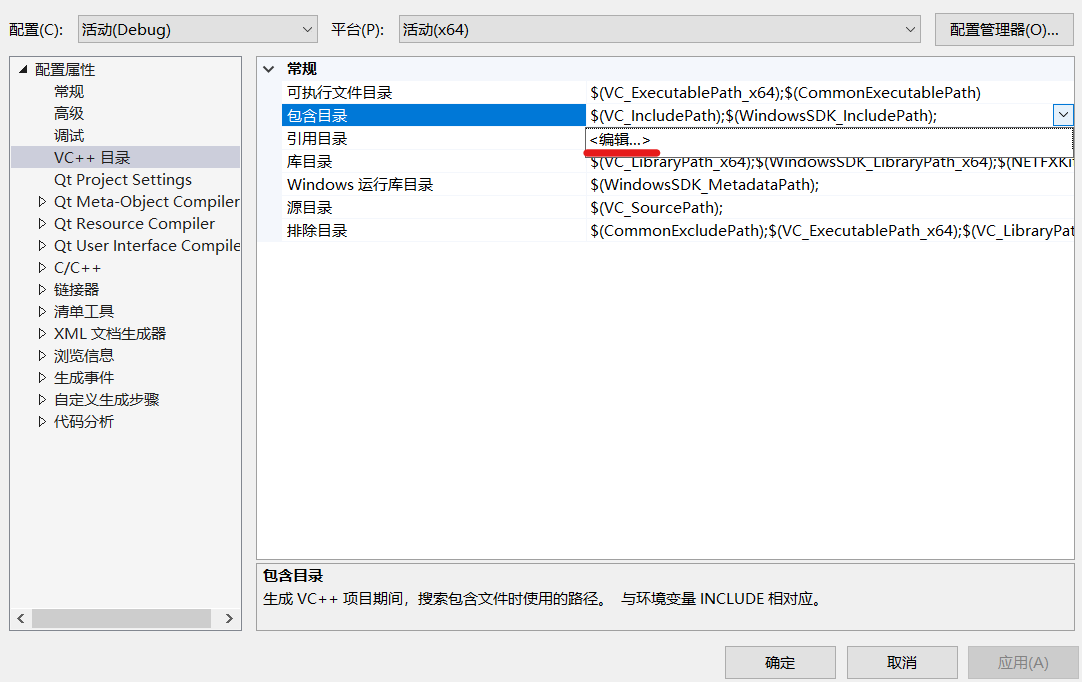 配置(C): 活动(Debug) 平台(P): 活动(x64) 配置管理器(O)...
配置属性
常规
高级
调试
VC++ 目录
Qt Project Settings
Qt Meta-Object Compiler
Qt Resource Compiler
Qt User Interface Compile
C/C++
链接器
清单工具
XML 文档生成器
浏览信息
生成事件
自定义生成步骤
代码分析
常规
可执行文件目录 $(VC_ExecutablePath_x64);$(CommonExecutablePath)
包含目录 $(VC_IncludePath);$(WindowsSDK_IncludePath);
引用目录 <编辑...>
库目录 $(VC_LibraryPath_x64);$(WindowsSDK_LibraryPath_x64);$(NETFXKi
Windows 运行库目录 $(WindowsSDK_MetadataPath);
源目录 $(VC_SourcePath);
排除目录 $(CommonExcludePath);$(VC_ExecutablePath_x64);$(VC_LibraryPat
包含目录
生成 VC++ 项目期间，搜索包含文件时使用的路径。 与环境变量 INCLUDE 相对应。
确定 取消 应用(A)